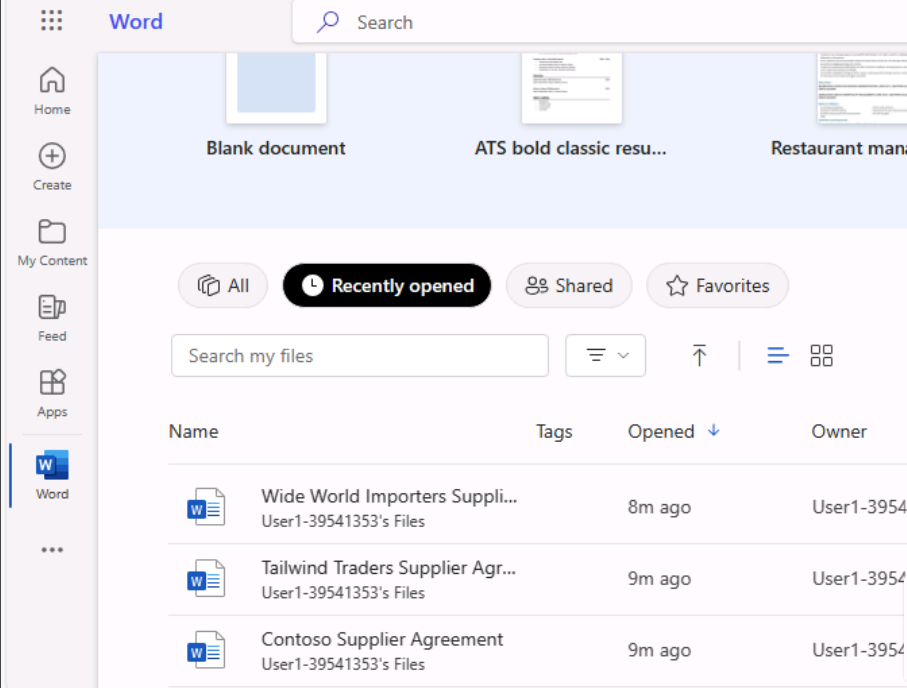 Word
Search
Home
Create
My Content
Feed
Apps
Word
Blank document
ATS bold classic resu...
Restaurant man
All
Recently opened
Shared
Favorites
Search my files
Name Tags Opened Owner
Wide World Importers Suppli...
User1-39541353's Files
8m ago
User1-3954
Tailwind Traders Supplier Agr...
User1-39541353's Files
9m ago
User1-3954
Contoso Supplier Agreement
User1-39541353's Files
9m ago
User1-3954